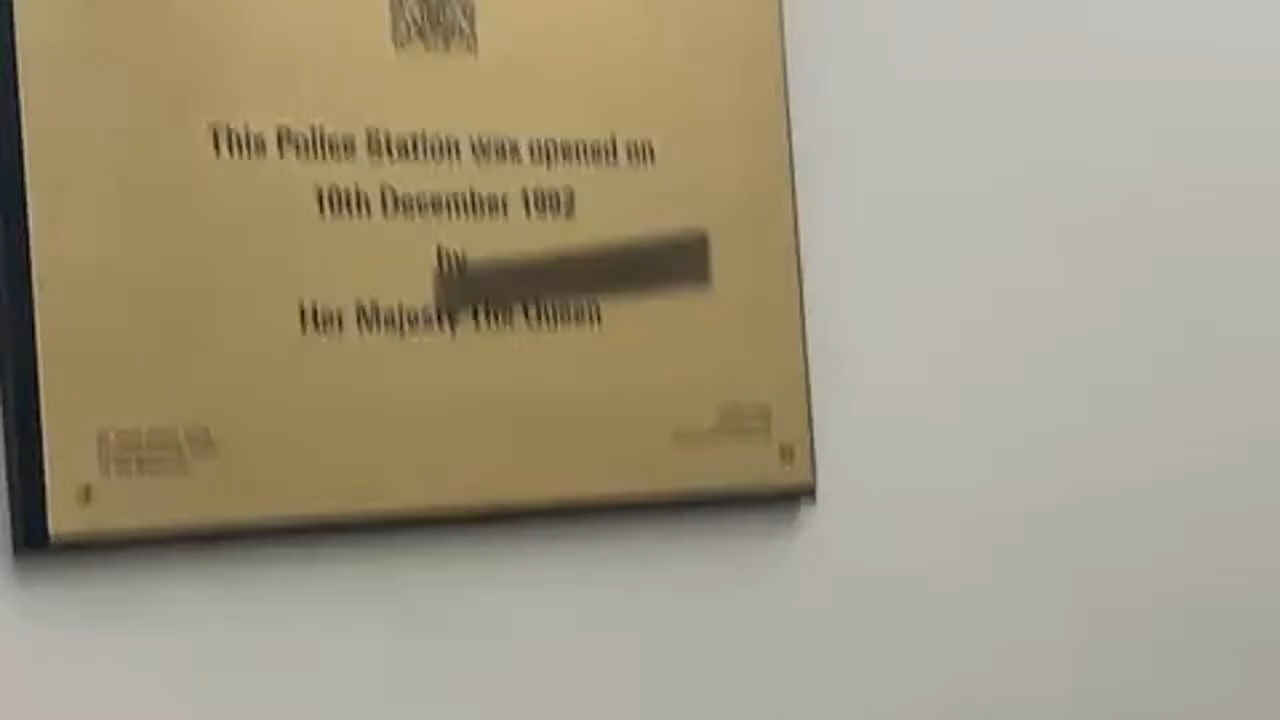 This Police Station was opened on
10th December 1992
by
Her Majesty The Queen